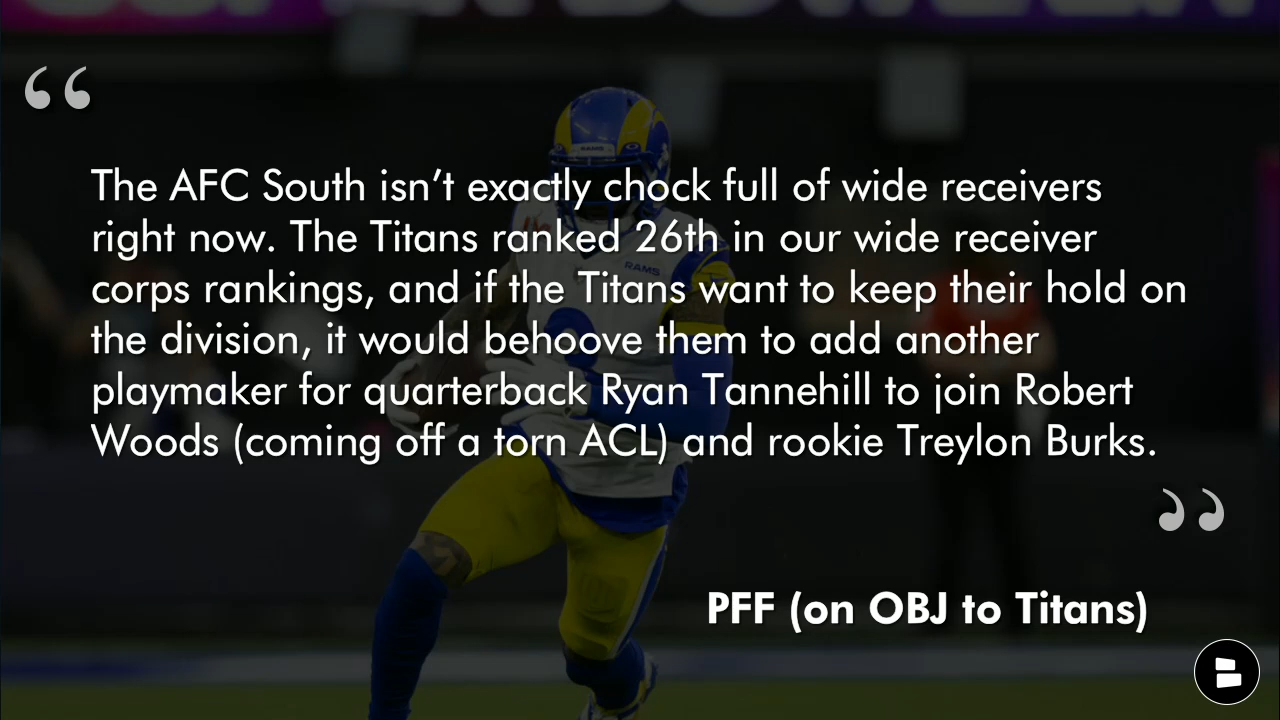 “
The AFC South isn’t exactly chock full of wide receivers
right now. The Titans ranked 26th in our wide receiver
corps rankings, and if the Titans want to keep their hold on
the division, it would behoove them to add another
playmaker for quarterback Ryan Tannehill to join Robert
Woods (coming off a torn ACL) and rookie Treylon Burks.
”
PFF (on OBJ to Titans)
RAMS